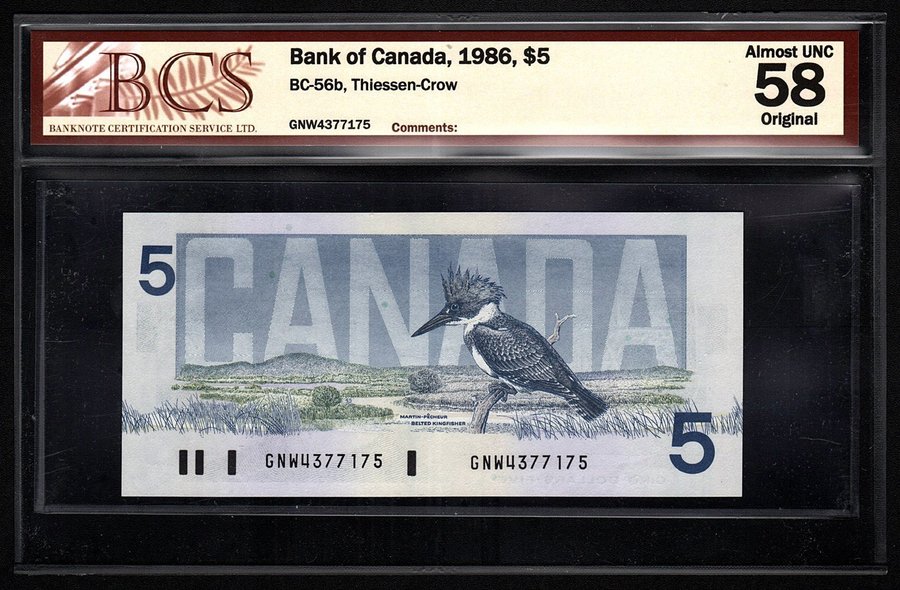 BCS
BANKNOTE CERTIFICATION SERVICE LTD.
Bank of Canada, 1986, $5
BC-56b, Thiessen-Crow
GNW4377175 Comments:
Almost UNC
58
Original
5
CANADA
MARTIN-PÊCHEUR
BELTED KINGFISHER
5
GNW4377175 GNW4377175